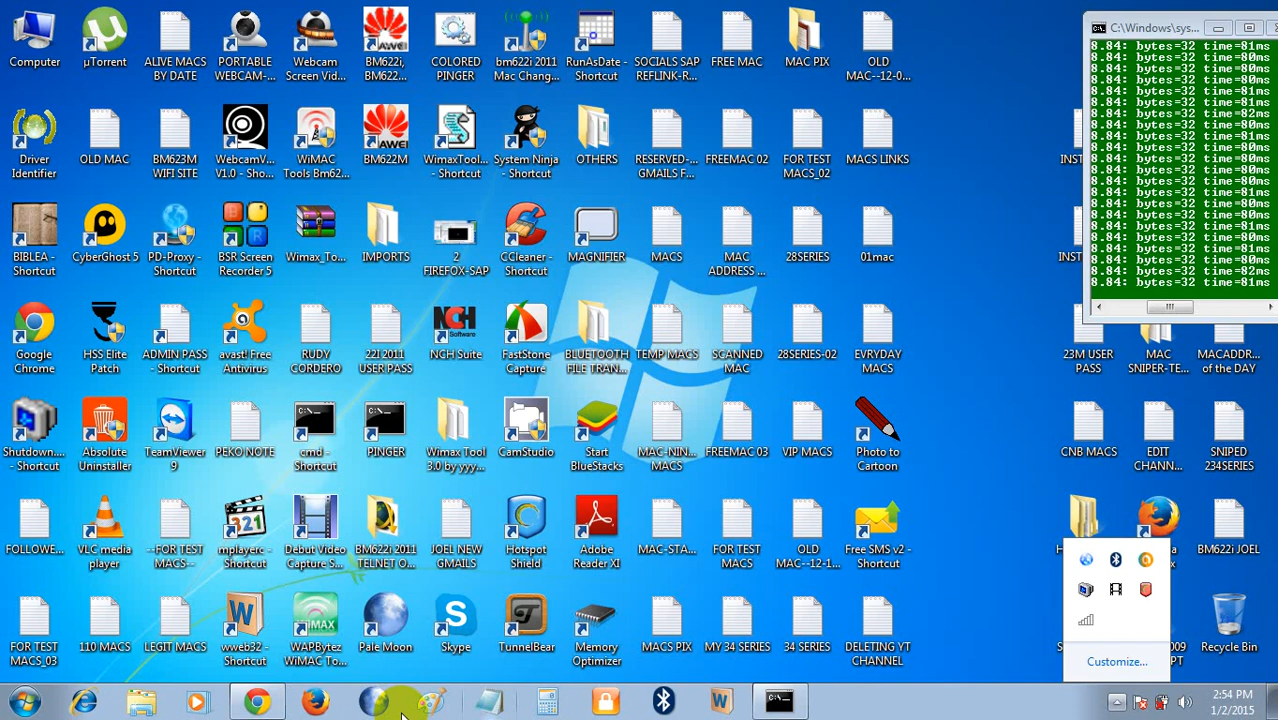 C:\Windows\sys...
8.84: bytes=32 time=81ms
8.84: bytes=32 time=80ms
8.84: bytes=32 time=80ms
8.84: bytes=32 time=80ms
8.84: bytes=32 time=81ms
8.84: bytes=32 time=81ms
8.84: bytes=32 time=82ms
8.84: bytes=32 time=80ms
8.84: bytes=32 time=81ms
8.84: bytes=32 time=80ms
8.84: bytes=32 time=80ms
8.84: bytes=32 time=80ms
8.84: bytes=32 time=80ms
8.84: bytes=32 time=81ms
8.84: bytes=32 time=80ms
8.84: bytes=32 time=80ms
8.84: bytes=32 time=80ms
8.84: bytes=32 time=81ms
8.84: bytes=32 time=81ms
8.84: bytes=32 time=80ms
8.84: bytes=32 time=82ms
8.84: bytes=32 time=81ms
Computer
µTorrent
ALIVE MACS
BY DATE
PORTABLE
WEBCAM-...
Webcam
Screen Vid...
BM622i,
BM622...
COLORED
PINGER
bm622i 2011
Mac Chang...
RunAsDate -
Shortcut
SOCIALS SAP
REFLINK-R...
FREE MAC
MAC PIX
OLD
MAC--12-0...
Driver
Identifier
OLD MAC
BM623M
WIFI SITE
WebcamV...
V1.0 - Sho...
WiMAC
Tools Bm62...
BM622M
WimaxTool...
- Shortcut
System Ninja
- Shortcut
OTHERS
RESERVED-...
GMAILS F...
FREEMAC 02
FOR TEST
MACS_02
MACS LINKS
INST
BIBLEA -
Shortcut
CyberGhost 5
PD-Proxy -
Shortcut
BSR Screen
Recorder 5
Wimax_To...
IMPORTS
2
FIREFOX-SAP
CCleaner -
Shortcut
MAGNIFIER
MACS
MAC
ADDRESS ...
28SERIES
01mac
INST
Google
Chrome
HSS Elite
Patch
ADMIN PASS
- Shortcut
avast! Free
Antivirus
RUDY
CORDERO
22I 2011
USER PASS
NCH Suite
FastStone
Capture
BLUETOOTH
FILE TRAN...
TEMP MACS
SCANNED
MAC
28SERIES-02
EVRYDAY
MACS
23M USER
PASS
MAC
SNIPER-TE...
MACADDR...
of the DAY
Shutdown....
- Shortcut
Absolute
Uninstaller
TeamViewer
9
PEKO NOTE
cmd -
Shortcut
PINGER
Wimax Tool
3.0 by yyy...
CamStudio
Start
BlueStacks
MAC-NIN...
MACS
FREEMAC 03
VIP MACS
Photo to
Cartoon
CNB MACS
EDIT
CHANN...
SNIPED
234SERIES
FOLLOWE...
VLC media
player
--FOR TEST
MACS--
mplayerc -
Shortcut
Debut Video
Capture S...
BM622i 2011
TELNET O...
JOEL NEW
GMAILS
Hotspot
Shield
Adobe
Reader XI
MAC-STA...
FOR TEST
MACS
OLD
MAC--12-1...
Free SMS v2 -
Shortcut
BM622i JOEL
FOR TEST
MACS_03
110 MACS
LEGIT MACS
wweb32 -
Shortcut
WAPBytez
WiMAC To...
Pale Moon
Skype
TunnelBear
Memory
Optimizer
MACS PIX
MY 34 SERIES
34 SERIES
DELETING YT
CHANNEL
Recycle Bin
Customize...
2:54 PM
1/2/2015